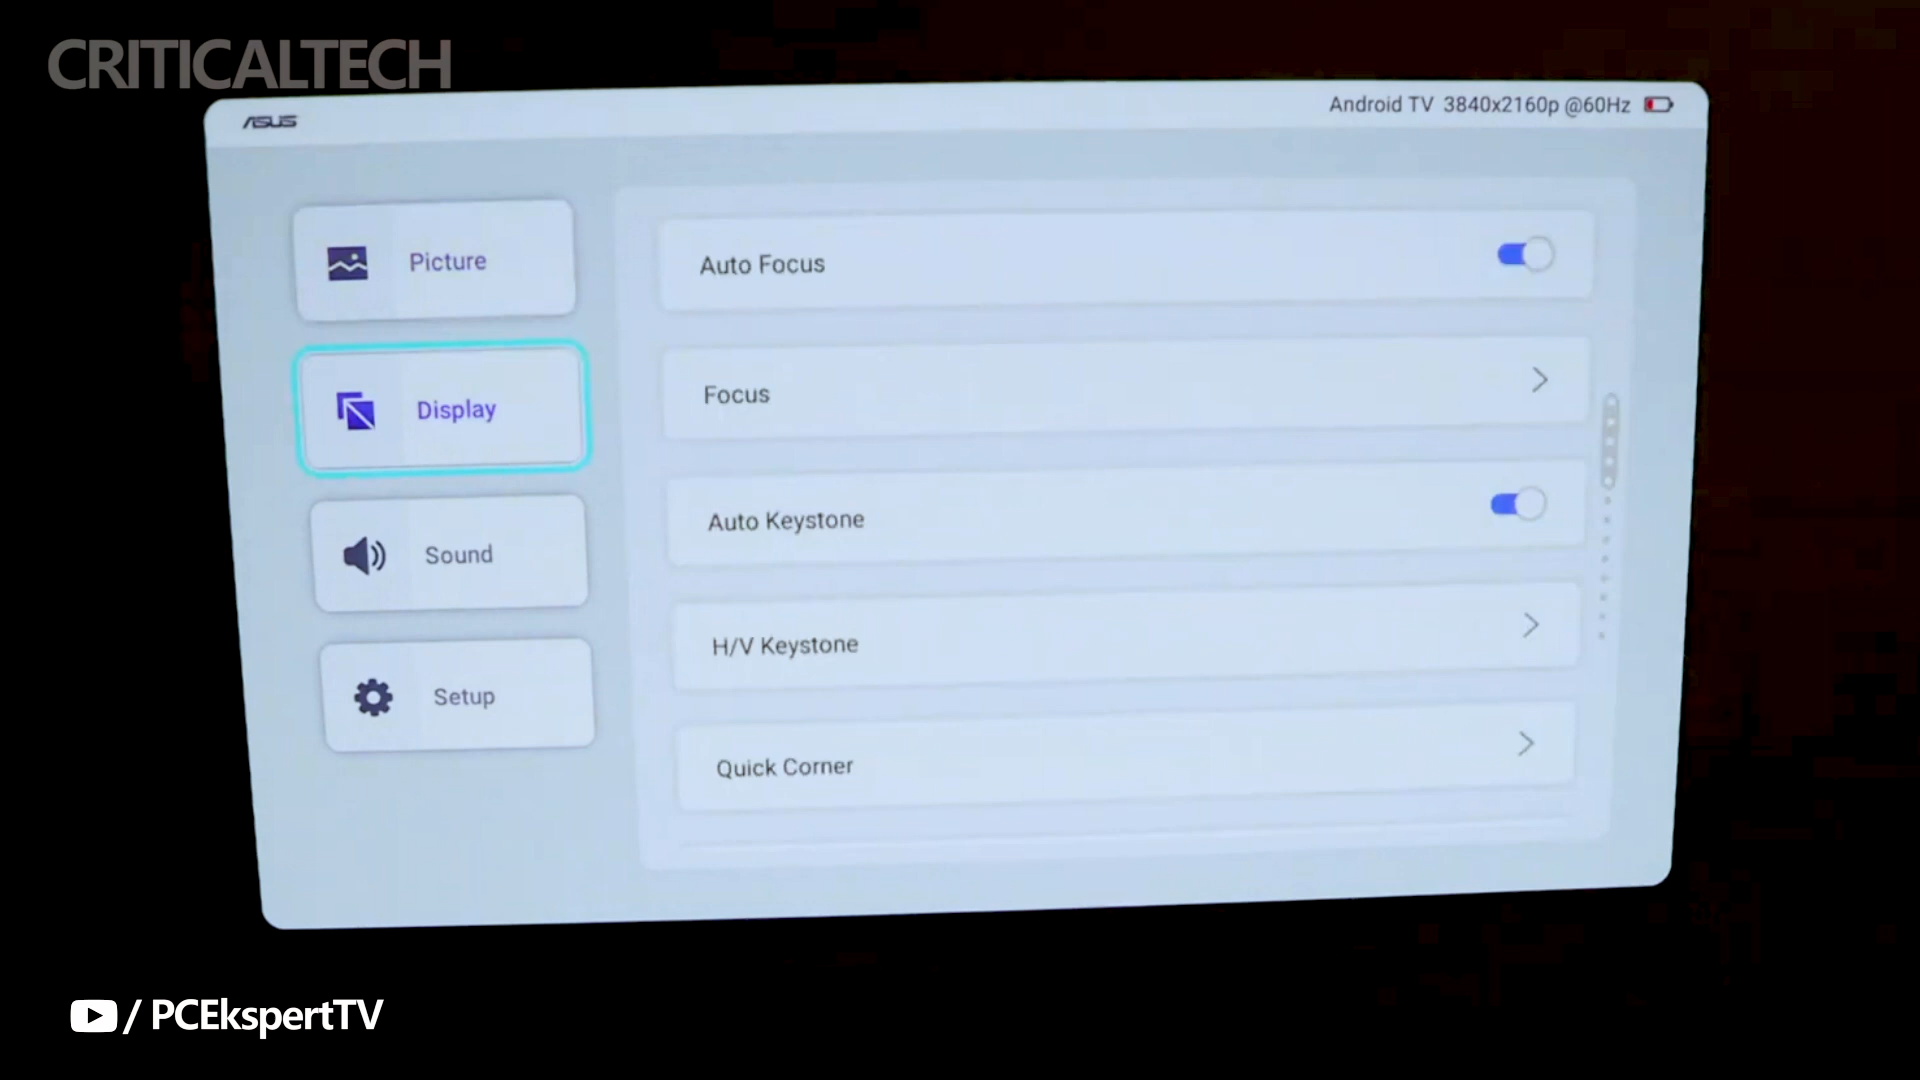 CRITICALTECH
ASUS
Android TV 3840x2160p @60Hz
Picture
Display
Sound
Setup
Auto Focus
Focus
Auto Keystone
H/V Keystone
Quick Corner
/ PCEkspertTV